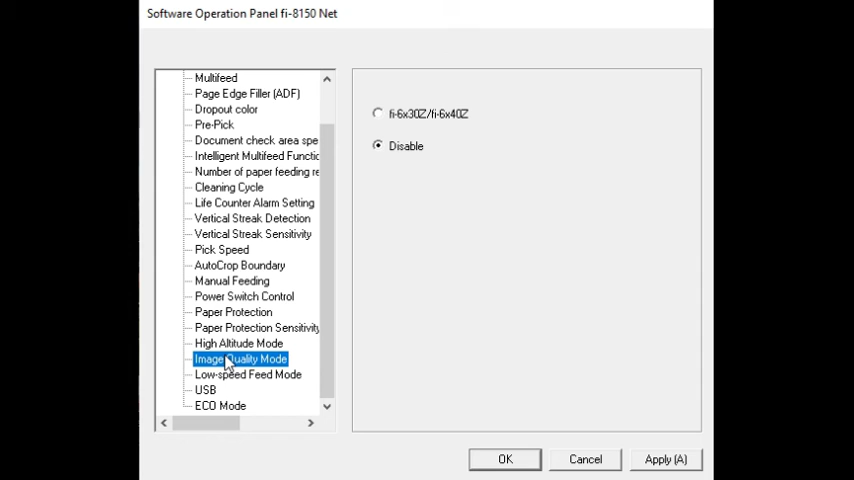 Software Operation Panel fi-8150 Net
Multifeed
Page Edge Filler (ADF)
Dropout color
Pre-Pick
Document check area spe
Intelligent Multifeed Functic
Number of paper feeding re
Cleaning Cycle
Life Counter Alarm Setting
Vertical Streak Detection
Vertical Streak Sensitivity
Pick Speed
AutoCrop Boundary
Manual Feeding
Power Switch Control
Paper Protection
Paper Protection Sensitivity
High Altitude Mode
Image Quality Mode
Low-speed Feed Mode
USB
ECO Mode
fi-6x30Z/fi-6x40Z
Disable
OK
Cancel
Apply (A)